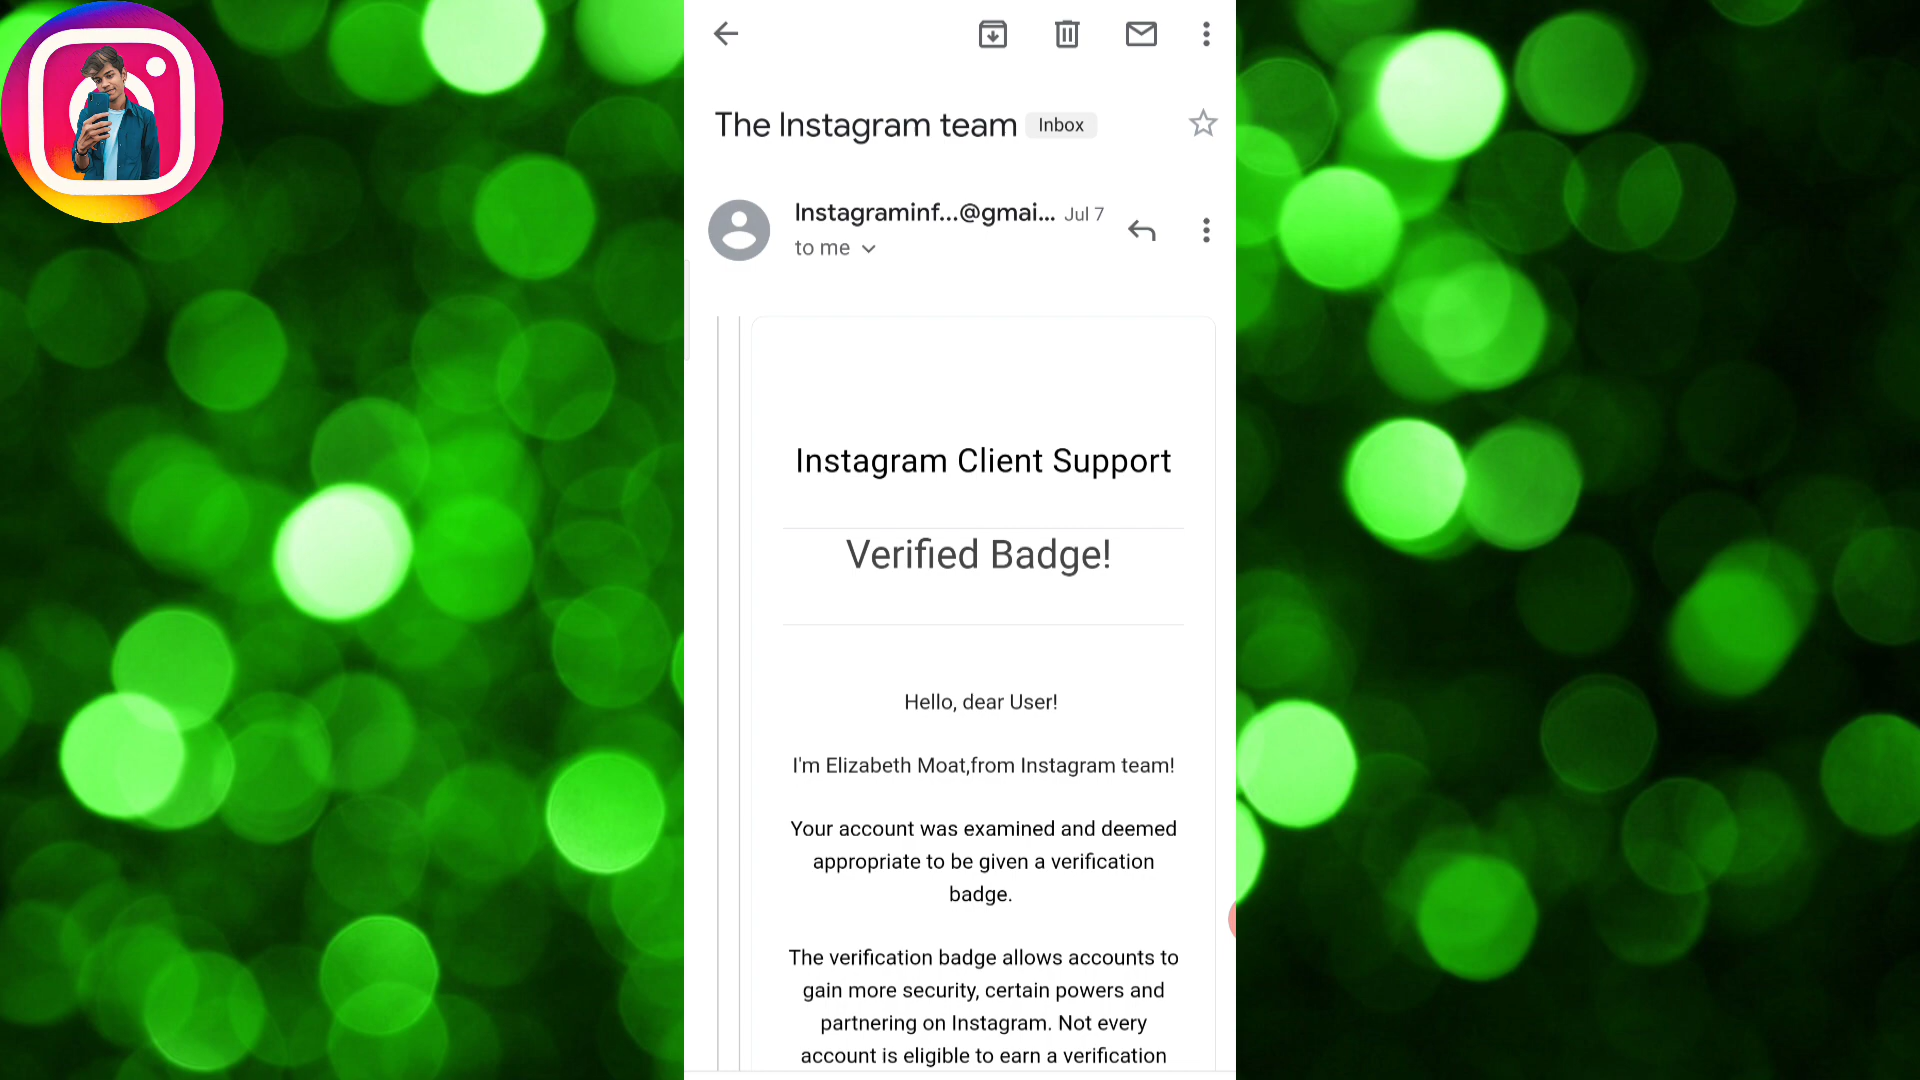 The Instagram team Inbox
Instagraminf...@gmai... Jul 7
to me
Instagram Client Support
Verified Badge!
Hello, dear User!
I'm Elizabeth Moat,from Instagram team!
Your account was examined and deemed
appropriate to be given a verification
badge.
The verification badge allows accounts to
gain more security, certain powers and
partnering on Instagram. Not every
account is eligible to earn a verification